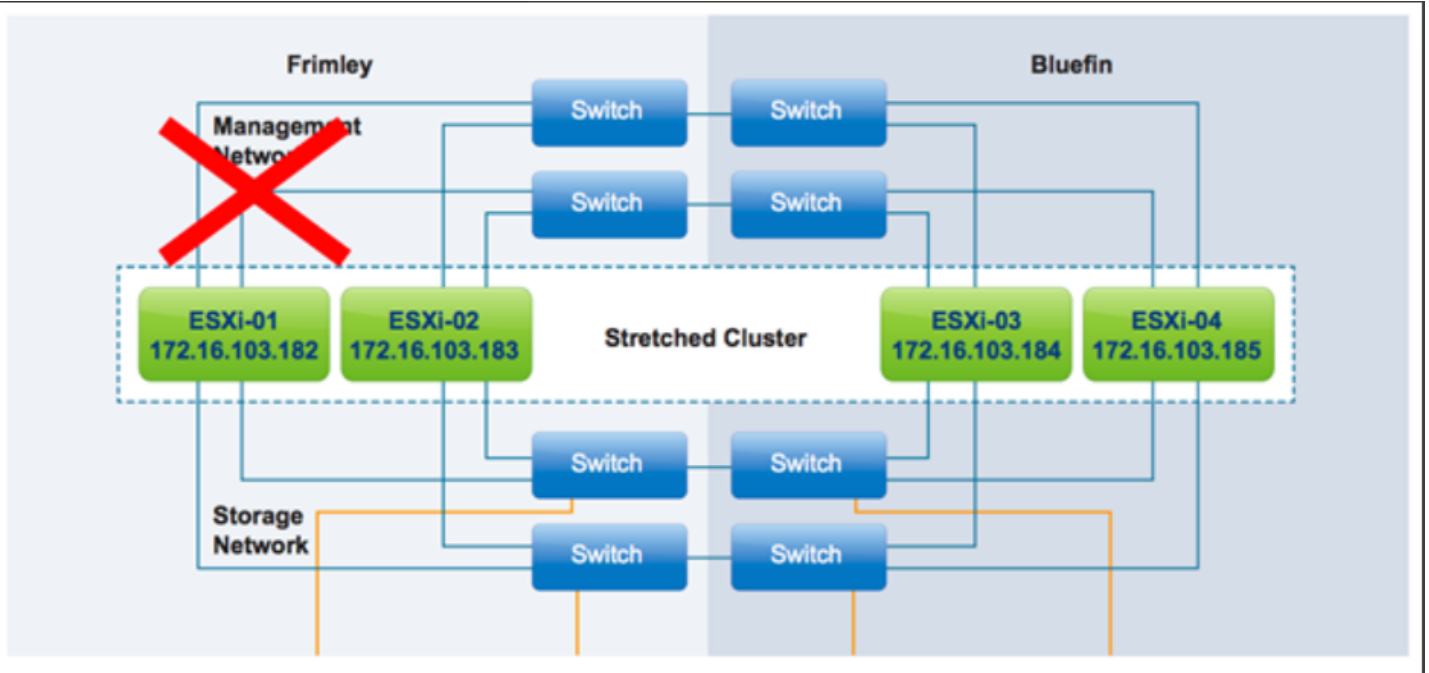 Frimley
Bluefin
Switch
Switch
Management
Network
Switch
Switch
ESXi-01
172.16.103.182
ESXi-02
172.16.103.183
Stretched Cluster
ESXi-03
172.16.103.184
ESXi-04
172.16.103.185
Switch
Switch
Storage
Network
Switch
Switch